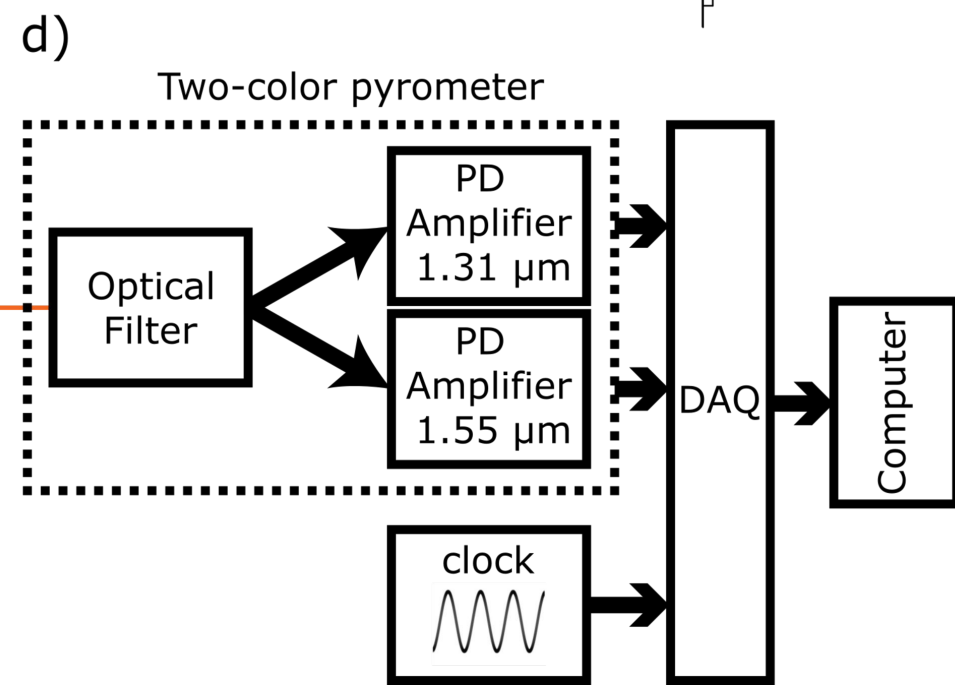 d)
Two-color pyrometer
Optical
Filter
PD
Amplifier
1.31 µm
PD
Amplifier
1.55 µm
clock
DAQ
Computer